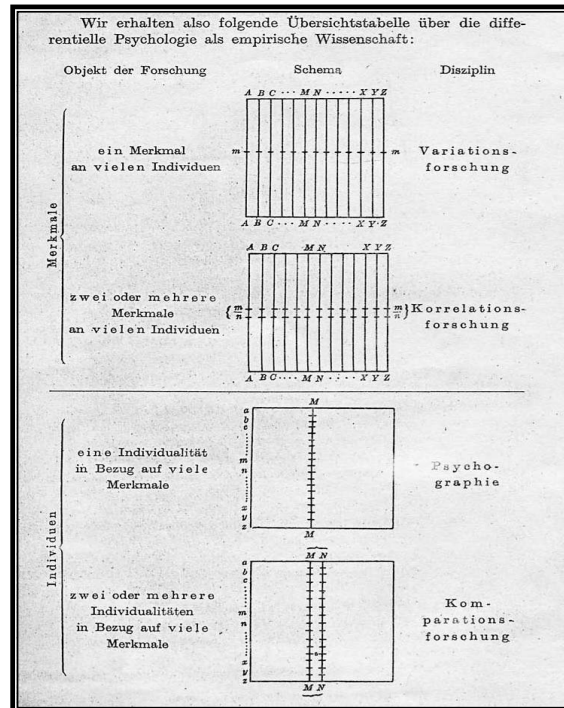 Wir erhalten also folgende Übersichtstabelle über die diffe-
rentielle Psychologie als empirische Wissenschaft:
Objekt der Forschung Schema Disziplin
Merkmale
A B C ··· M N ····· X Y Z
ein Merkmal
an vielen Individuen
m m
Variations-
forschung
A B C ···· M N ····· X Y Z
A B C M N X Y Z
zwei oder mehrere
Merkmale
an vielen Individuen
m m
n n
Korrelations-
forschung
A B C ···· M N ····· X Y Z
Individuen
M
a
b
c
m
n
x
y
z
eine Individualität
in Bezug auf viele
Merkmale
Psycho-
graphie
M
M N
a
b
c
m
n
x
y
z
zwei oder mehrere
Individualitäten
in Bezug auf viele
Merkmale
Kom-
parations-
forschung
M N